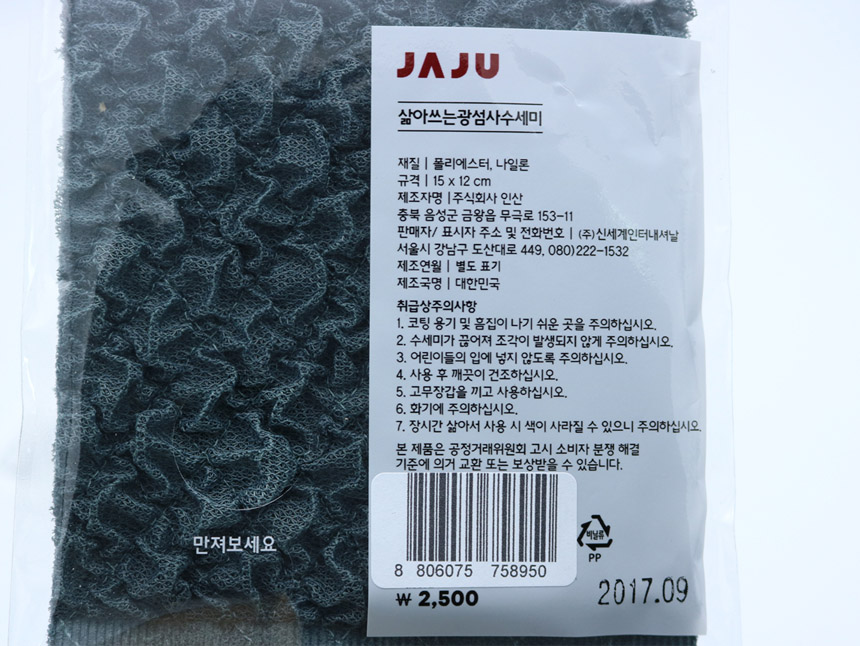 JAJU
삶아쓰는광섬사수세미
재질 | 폴리에스터, 나일론
규격 | 15 x 12 cm
제조자명 | 주식회사 인산
충북 음성군 금왕읍 무극로 153-11
판매자/ 표시자 주소 및 전화번호 | (주)신세계인터내셔날
서울시 강남구 도산대로 449, 080)222-1532
제조연월 | 별도 표기
제조국명 | 대한민국
취급상주의사항
1. 코팅 용기 및 흠집이 나기 쉬운 곳을 주의하십시오.
2. 수세미가 끊어져 조각이 발생되지 않게 주의하십시오.
3. 어린이들의 입에 넣지 않도록 주의하십시오.
4. 사용 후 깨끗이 건조하십시오.
5. 고무장갑을 끼고 사용하십시오.
6. 화기에 주의하십시오.
7. 장시간 삶아서 사용 시 색이 사라질 수 있으니 주의하십시오.
본 제품은 공정거래위원회 고시 소비자 분쟁 해결
기준에 의거 교환 또는 보상받을 수 있습니다.
만져보세요
8 806075 758950
비닐류
PP
₩ 2,500
2017.09